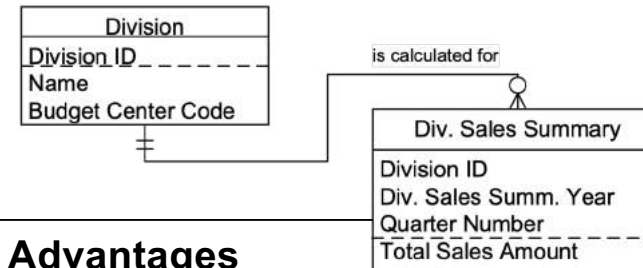 Division
Division ID
Name
Budget Center Code
is calculated for
Div. Sales Summary
Division ID
Div. Sales Summ. Year
Quarter Number
Total Sales Amount
Advantages